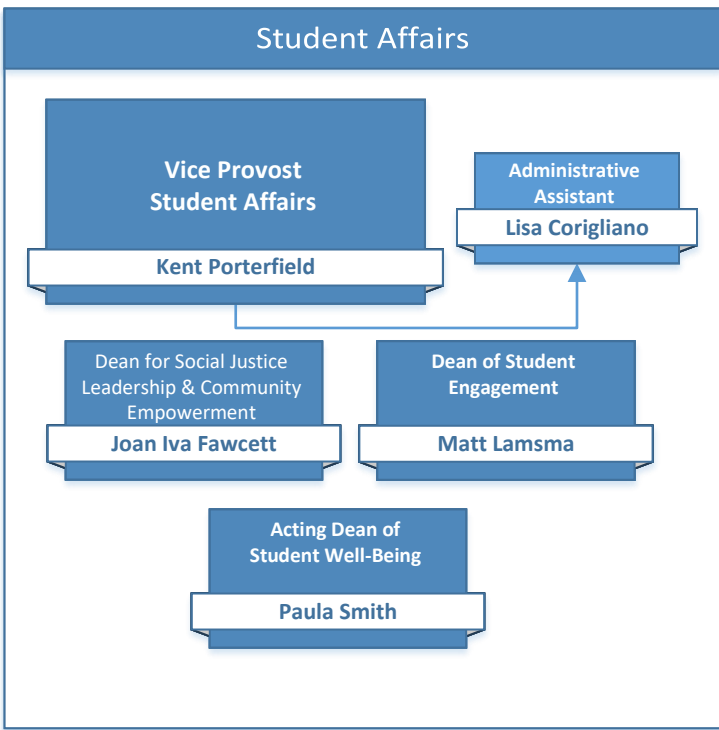 Student Affairs
Vice Provost
Student Affairs
Kent Porterfield
Administrative
Assistant
Lisa Corigliano
Dean for Social Justice
Leadership & Community
Empowerment
Joan Iva Fawcett
Dean of Student
Engagement
Matt Lamsma
Acting Dean of
Student Well-Being
Paula Smith